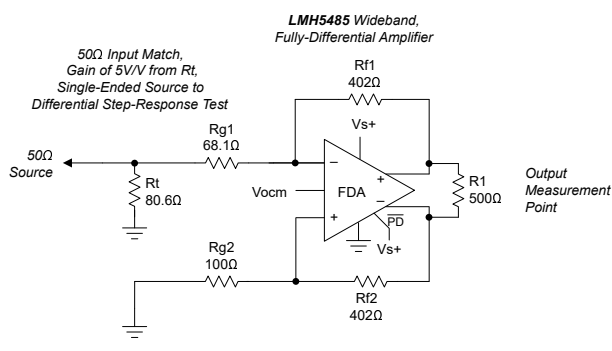 LMH5485 Wideband,
Fully-Differential Amplifier
50Ω Input Match,
Gain of 5V/V from Rt,
Single-Ended Source to
Differential Step-Response Test
Rf1
402Ω
Rg1
68.1Ω
Vs+
50Ω
Source
Rt
80.6Ω
Vocm
−
+
FDA
+
−
PD
Vs+
R1
500Ω
Output
Measurement
Point
Rg2
100Ω
Rf2
402Ω